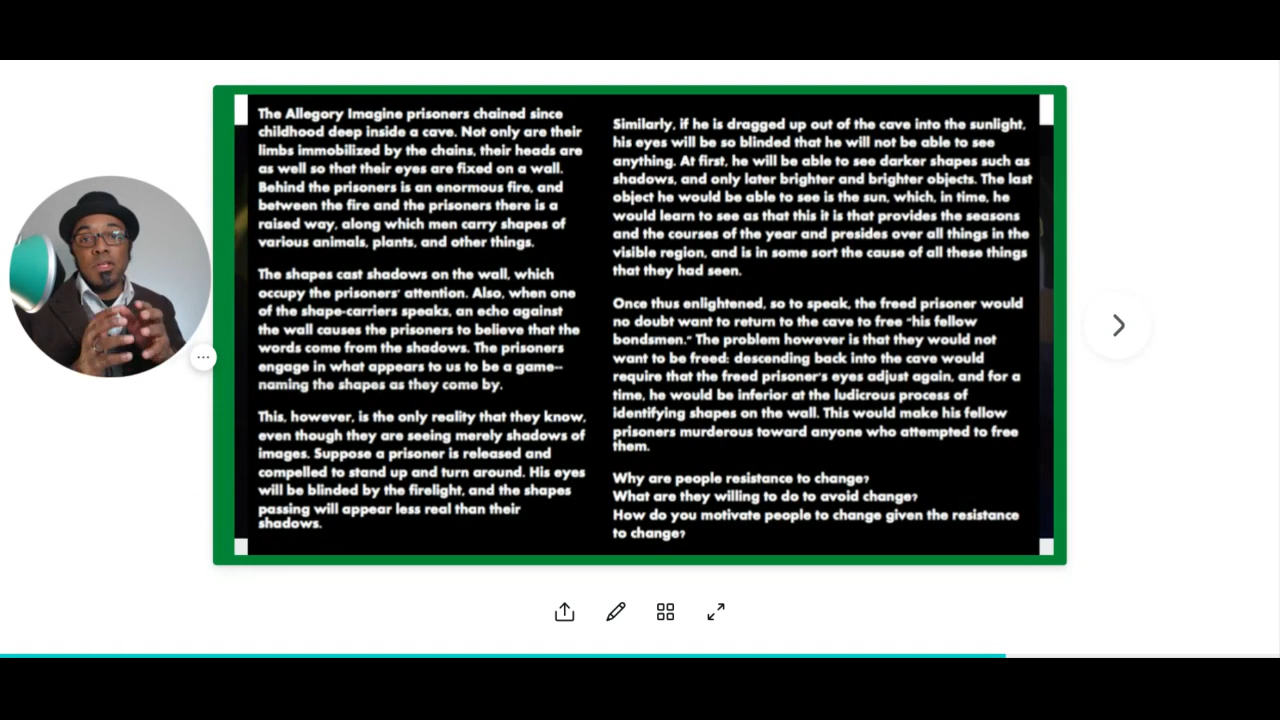 The Allegory Imagine prisoners chained since
childhood deep inside a cave. Not only are their
limbs immobilized by the chains, their heads are
as well so that their eyes are fixed on a wall.
Behind the prisoners is an enormous fire, and
between the fire and the prisoners there is a
raised way, along which men carry shapes of
various animals, plants, and other things.
The shapes cast shadows on the wall, which
occupy the prisoners' attention. Also, when one
of the shape-carriers speaks, an echo against
the wall causes the prisoners to believe that the
words come from the shadows. The prisoners
engage in what appears to us to be a game--
naming the shapes as they come by.
This, however, is the only reality that they know,
even though they are seeing merely shadows of
images. Suppose a prisoner is released and
compelled to stand up and turn around. His eyes
will be blinded by the firelight, and the shapes
passing will appear less real than their
shadows.
Similarly, if he is dragged up out of the cave into the sunlight,
his eyes will be so blinded that he will not be able to see
anything. At first, he will be able to see darker shapes such as
shadows, and only later brighter and brighter objects. The last
object he would be able to see is the sun, which, in time, he
would learn to see as that this it is that provides the seasons
and the courses of the year and presides over all things in the
visible region, and is in some sort the cause of all these things
that they had seen.
Once thus enlightened, so to speak, the freed prisoner would
no doubt want to return to the cave to free "his fellow
bondsmen." The problem however is that they would not
want to be freed: descending back into the cave would
require that the freed prisoner's eyes adjust again, and for a
time, he would be inferior at the ludicrous process of
identifying shapes on the wall. This would make his fellow
prisoners murderous toward anyone who attempted to free
them.
Why are people resistance to change?
What are they willing to do to avoid change?
How do you motivate people to change given the resistance
to change?